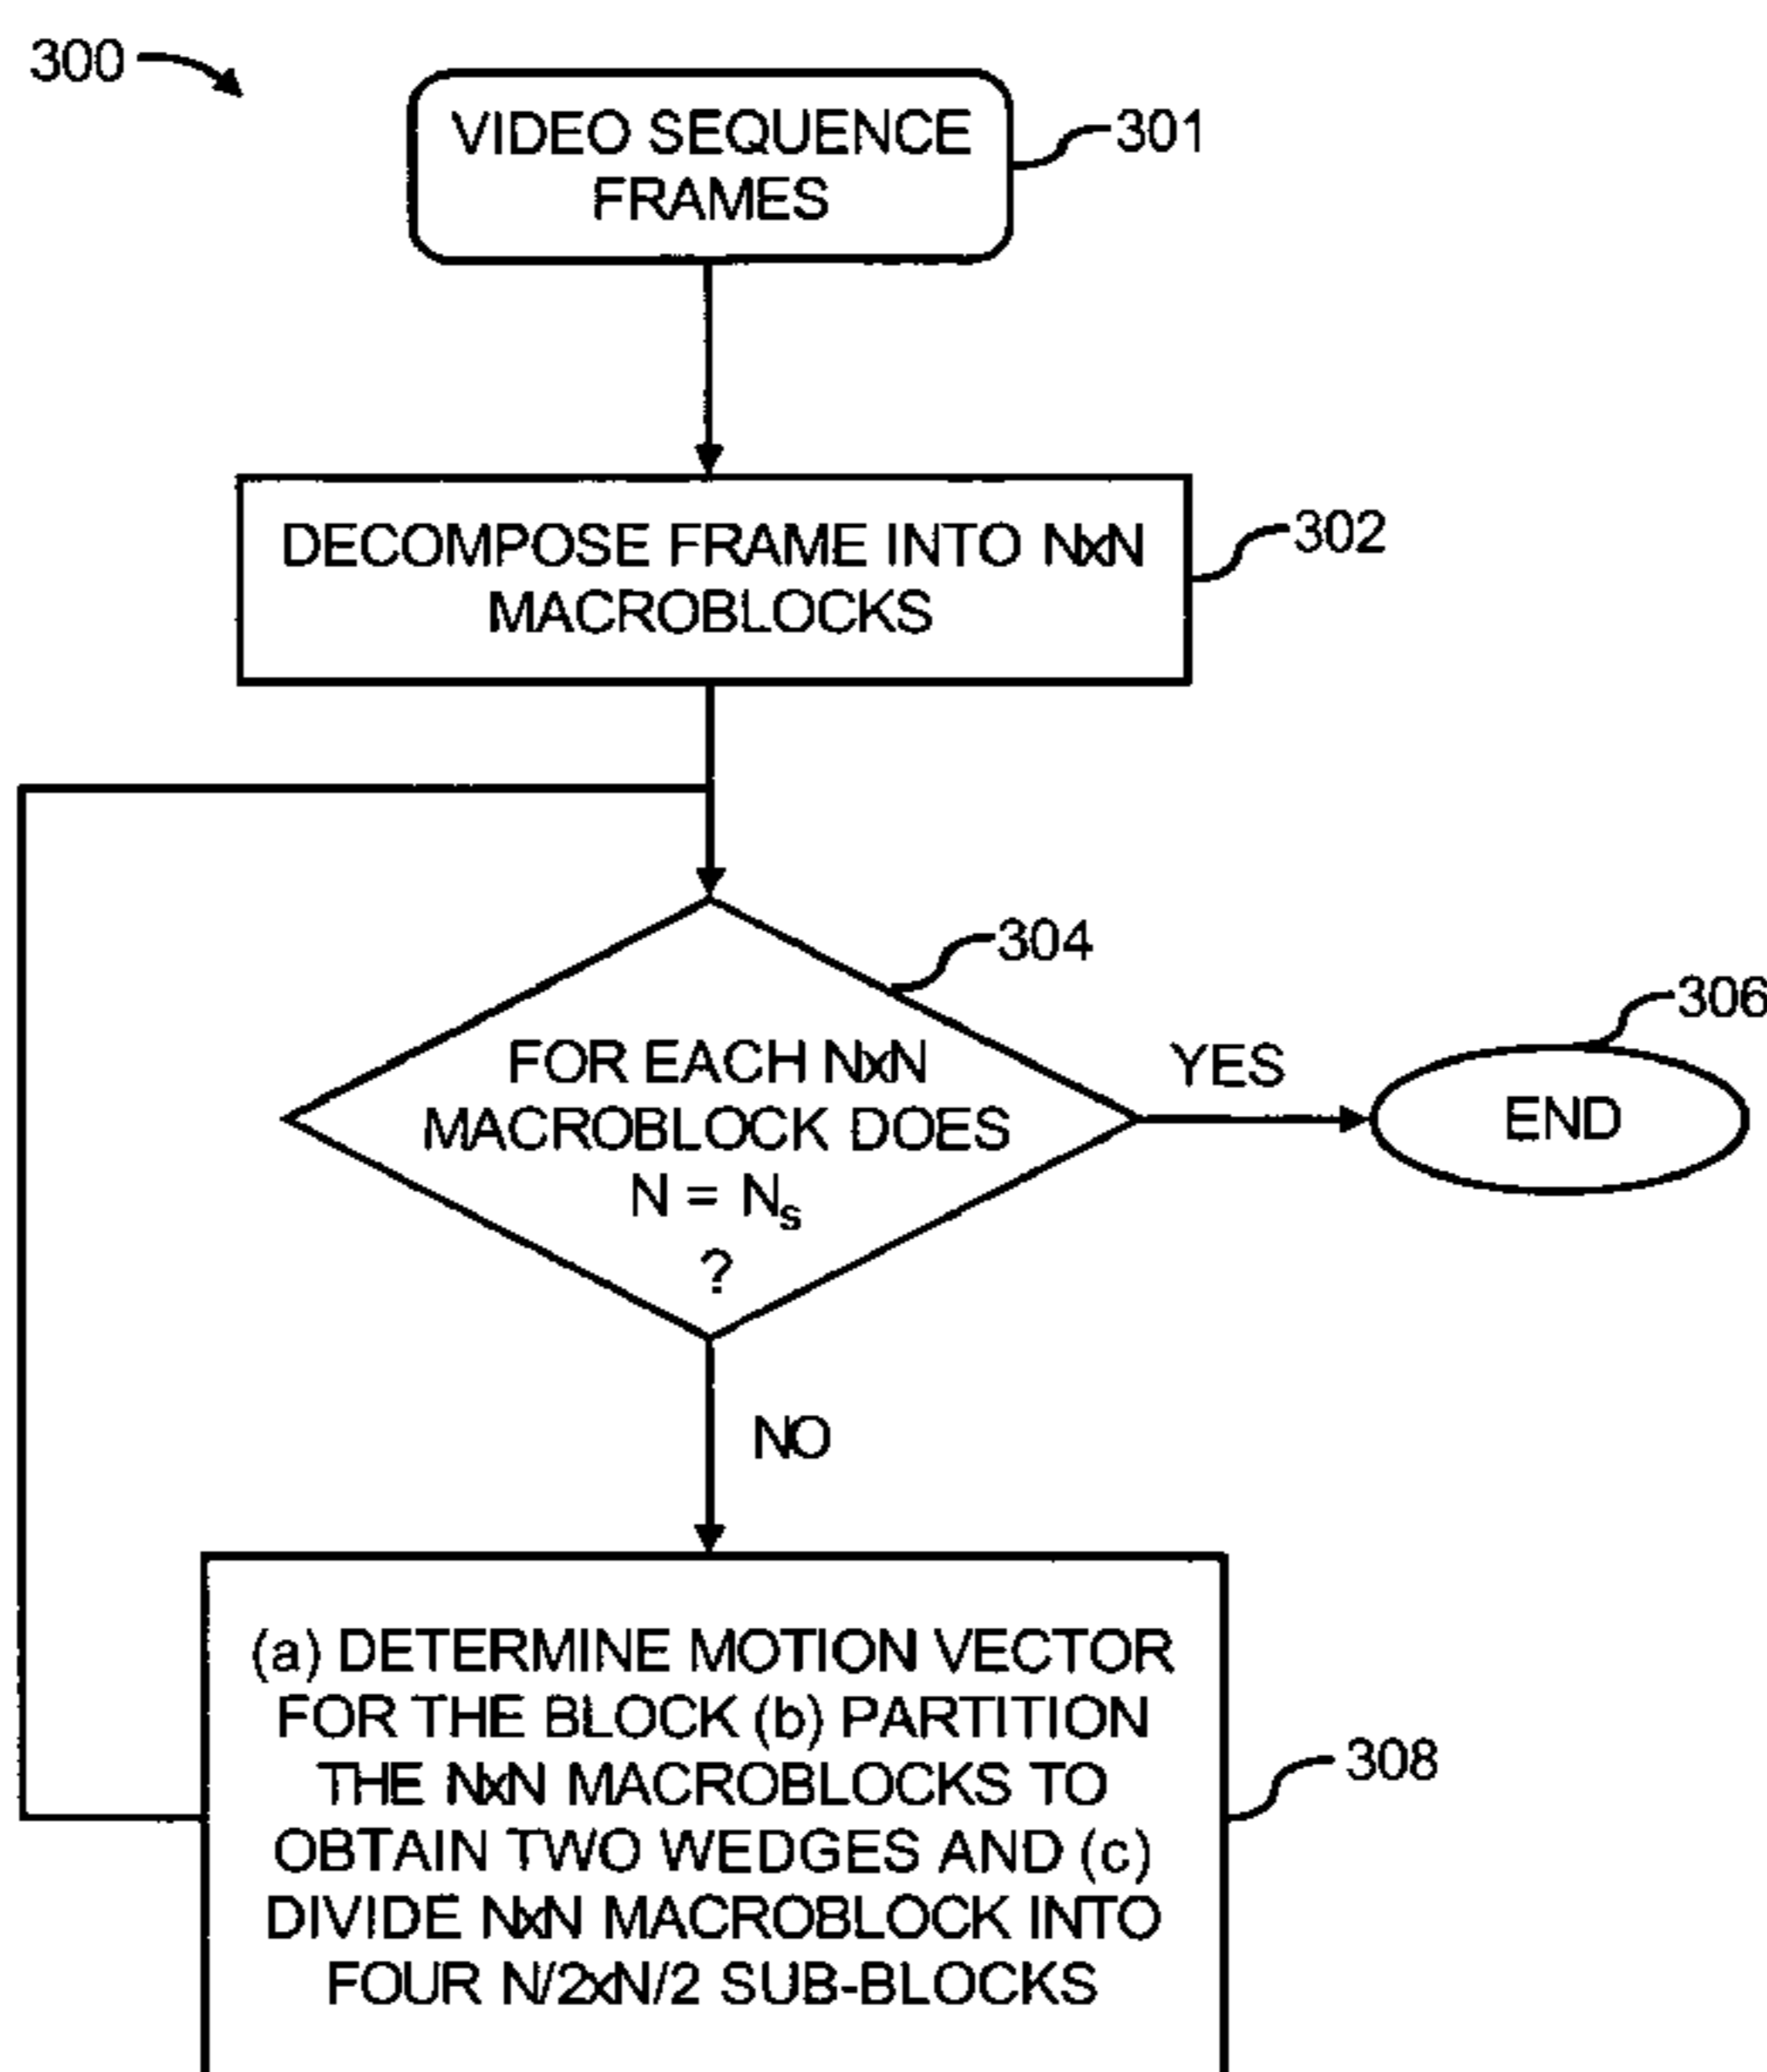 300
VIDEO SEQUENCE
FRAMES
301
DECOMPOSE FRAME INTO NxN
MACROBLOCKS
302
304
FOR EACH NxN
MACROBLOCK DOES
N = Ns
?
YES
306
END
NO
(a) DETERMINE MOTION VECTOR
FOR THE BLOCK (b) PARTITION
THE NxN MACROBLOCKS TO
OBTAIN TWO WEDGES AND (c)
DIVIDE NxN MACROBLOCK INTO
FOUR N/2xN/2 SUB-BLOCKS
308